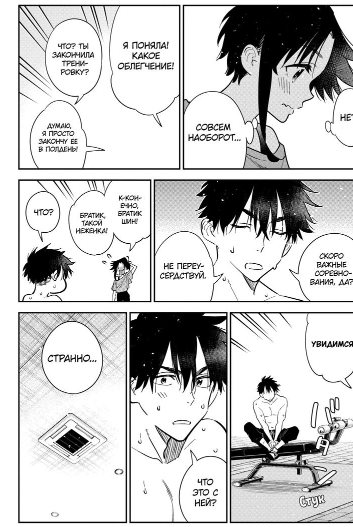 НЕТ
СОВСЕМ
НАОБОРОТ...
Я ПОНЯЛА!
КАКОЕ
ОБЛЕГЧЕНИЕ!
ЧТО? ТЫ
ЗАКОНЧИЛА
ТРЕНИ-
РОВКУ?
ДУМАЮ,
Я ПРОСТО
ЗАКОНЧУ ЕЕ
В ПОЛДЕНЬ!
СКОРО
ВАЖНЫЕ
СОРЕВНО-
ВАНИЯ, ДА?
НЕ ПЕРЕУ-
СЕРДСТВУЙ.
К-КОН-
ЕЧНО,
БРАТИК
ШИН!
БРАТИК,
ТАКОЙ
НЕЖЕНКА!
ЧТО?
УВИДИМСЯ
СТУК
ЧТО
ЭТО С
НЕЙ?
СТРАННО...